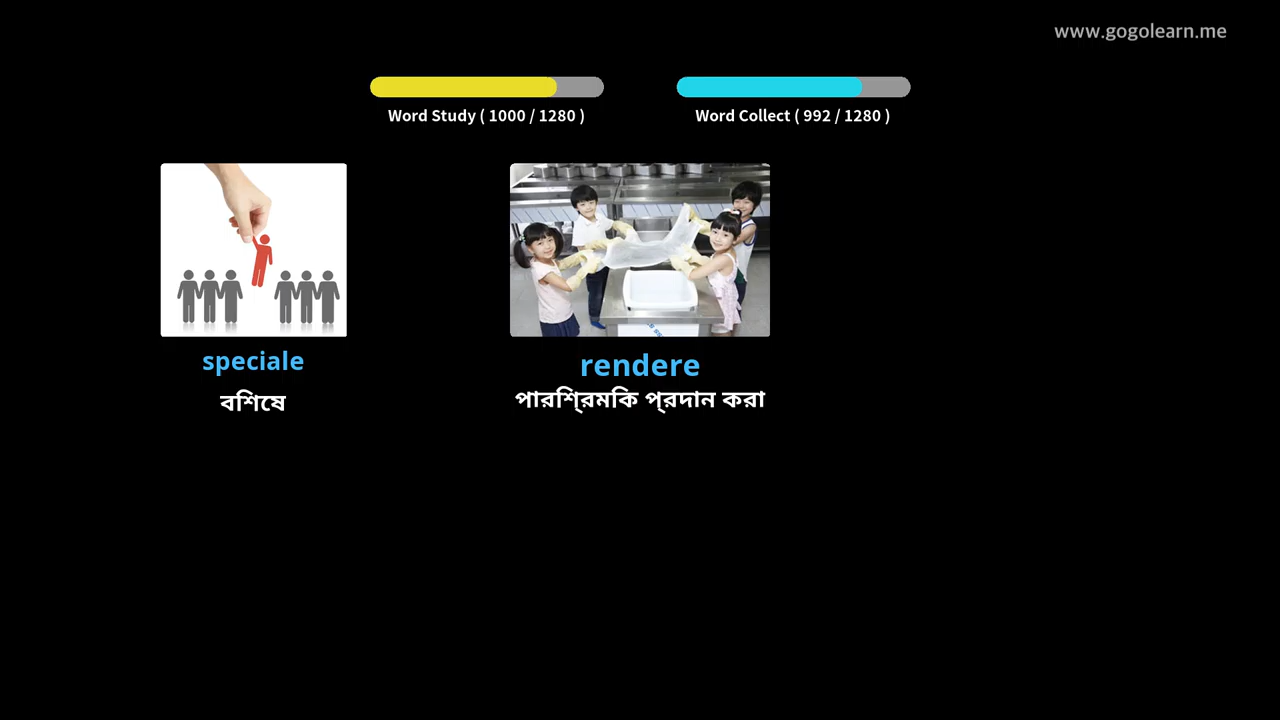 www.gogolearn.me
Word Study ( 1000 / 1280 )
Word Collect ( 992 / 1280 )
speciale
বিশেষ
rendere
পারিশ্রমিক প্রদান করা